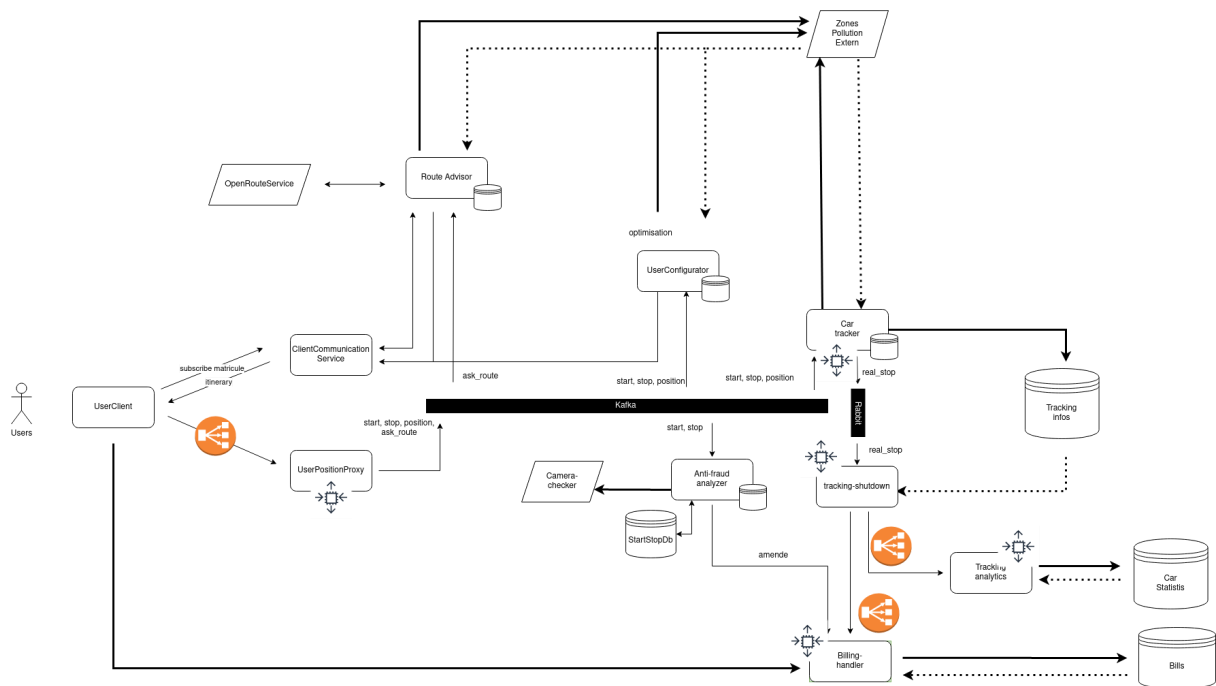 Zones
Pollution
Extern
Route Advisor
OpenRouteService
optimisation
UserConfigurator
Car
tracker
ClientCommunication
Service
subscribe matricule
itinerary
ask_route
start, stop, position
start, stop, position
real_stop
UserClient
Users
Kafka
Rabbit
Tracking
infos
start, stop, position,
ask_route
start, stop
real_stop
UserPositionProxy
Camera-
checker
Anti-fraud
analyzer
tracking-shutdown
StartStopDb
amende
Tracking
analytics
Car
Statistis
Billing-
handler
Bills